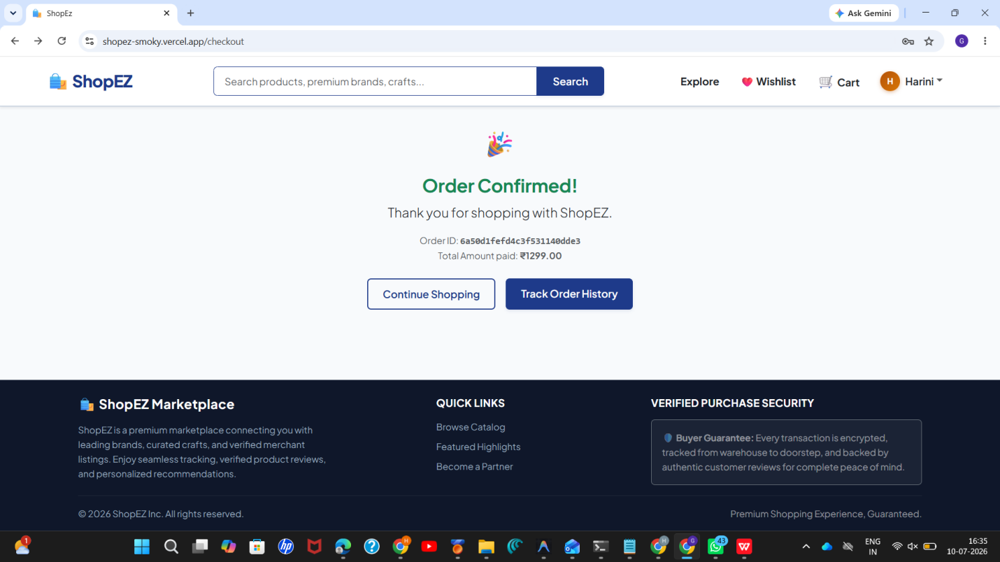 ShopEz
Ask Gemini
shopez-smoky.vercel.app/checkout
G
ShopEZ
Search products, premium brands, crafts...
Search
Explore
Wishlist
Cart
H
Harini
Order Confirmed!
Thank you for shopping with ShopEZ.
Order ID: 6a50d1fefd4c3f531140dde3
Total Amount paid: ₹1299.00
Continue Shopping
Track Order History
ShopEZ Marketplace
ShopEZ is a premium marketplace connecting you with
leading brands, curated crafts, and verified merchant
listings. Enjoy seamless tracking, verified product reviews,
and personalized recommendations.
QUICK LINKS
Browse Catalog
Featured Highlights
Become a Partner
VERIFIED PURCHASE SECURITY
Buyer Guarantee: Every transaction is encrypted,
tracked from warehouse to doorstep, and backed by
authentic customer reviews for complete peace of mind.
© 2026 ShopEZ Inc. All rights reserved.
Premium Shopping Experience, Guaranteed.
1
hp
H
H
G
43
W
ENG
IN
16:35
10-07-2026